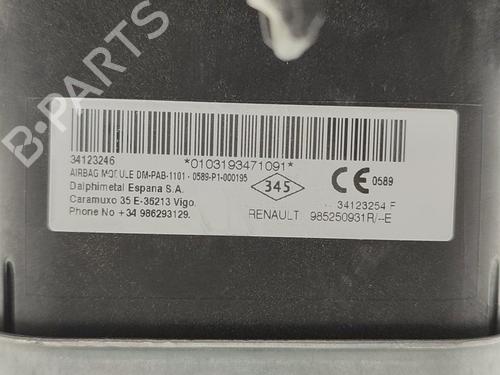 B-PARTS
34123246 *0103193471091*
AIRBAG MODULE DM-PAB-1101 - 0589-P1-000195
Dalphimetal Espana S.A.
Caramuxo 35 E-36213 Vigo.
Phone No +34 986293129.
345
CE 0589
34123254 F
RENAULT 985250931R/--E